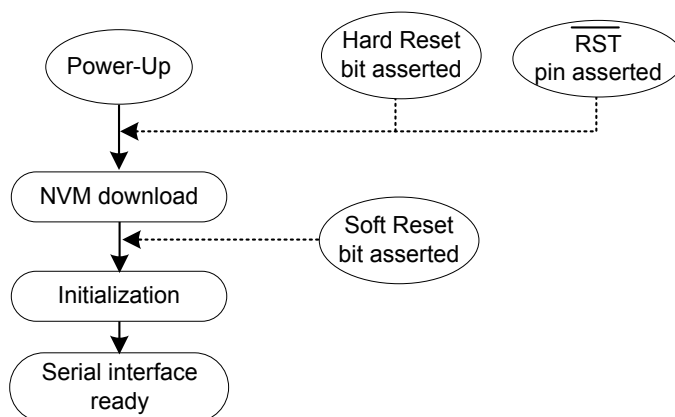 Power-Up
Hard Reset
bit asserted
RST
pin asserted
NVM download
Soft Reset
bit asserted
Initialization
Serial interface
ready